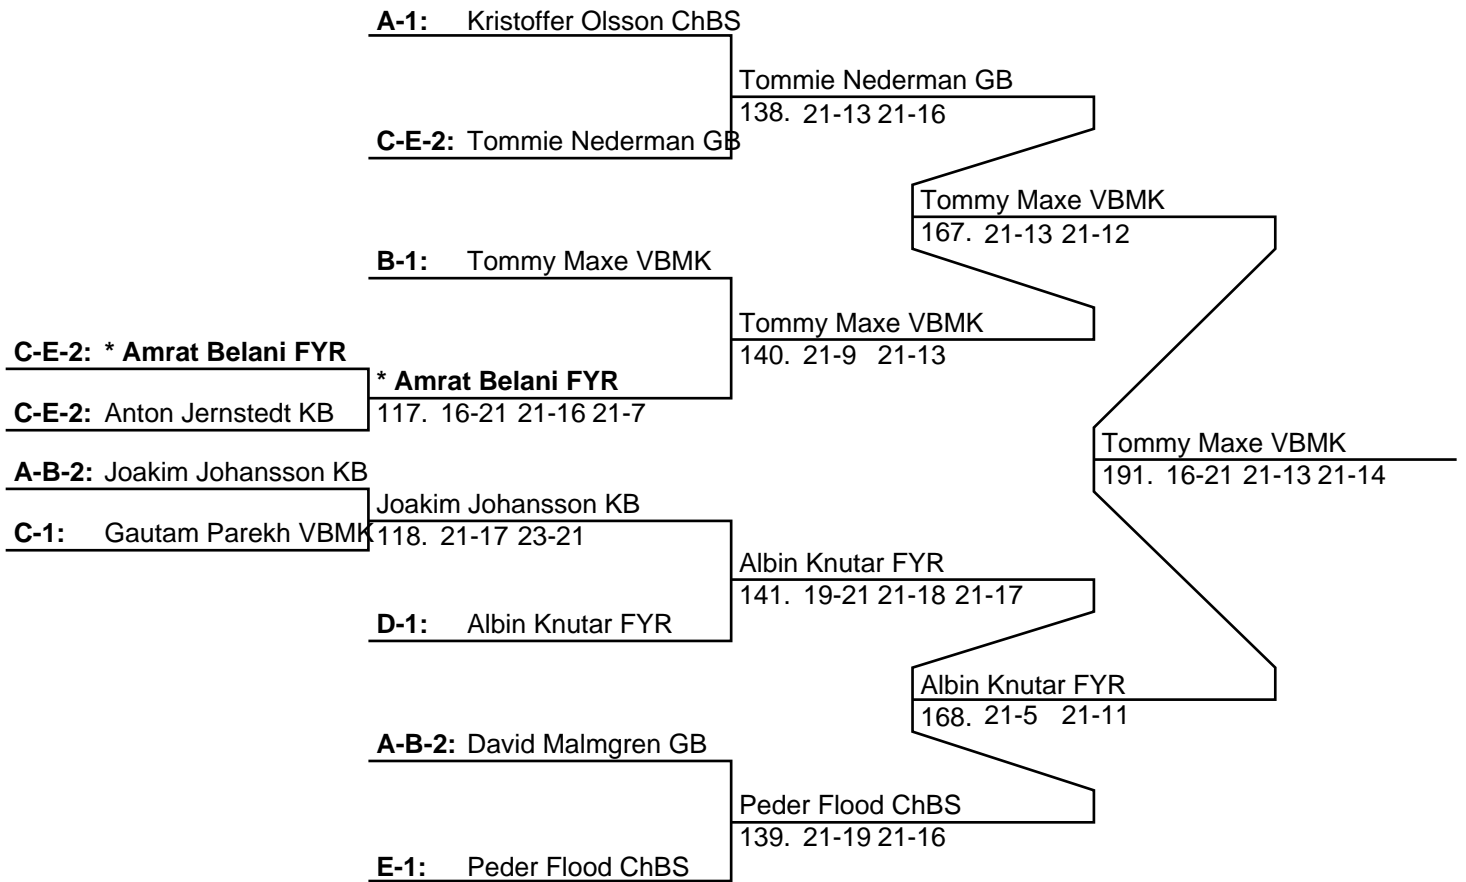 A-1: Kristoffer Olsson ChBS
Tommie Nederman GB
138. 21-13 21-16
C-E-2: Tommie Nederman GB
Tommy Maxe VBMK
167. 21-13 21-12
B-1: Tommy Maxe VBMK
Tommy Maxe VBMK
140. 21-9 21-13
C-E-2: * Amrat Belani FYR
* Amrat Belani FYR
117. 16-21 21-16 21-7
C-E-2: Anton Jernstedt KB
Tommy Maxe VBMK
191. 16-21 21-13 21-14
A-B-2: Joakim Johansson KB
Joakim Johansson KB
118. 21-17 23-21
C-1: Gautam Parekh VBMK
Albin Knutar FYR
141. 19-21 21-18 21-17
D-1: Albin Knutar FYR
Albin Knutar FYR
168. 21-5 21-11
A-B-2: David Malmgren GB
Peder Flood ChBS
139. 21-19 21-16
E-1: Peder Flood ChBS